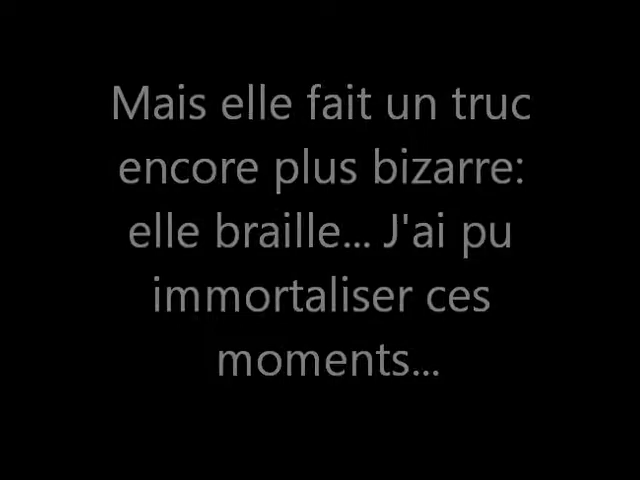 Mais elle fait un truc
encore plus bizarre:
elle braille... J'ai pu
immortaliser ces
moments...